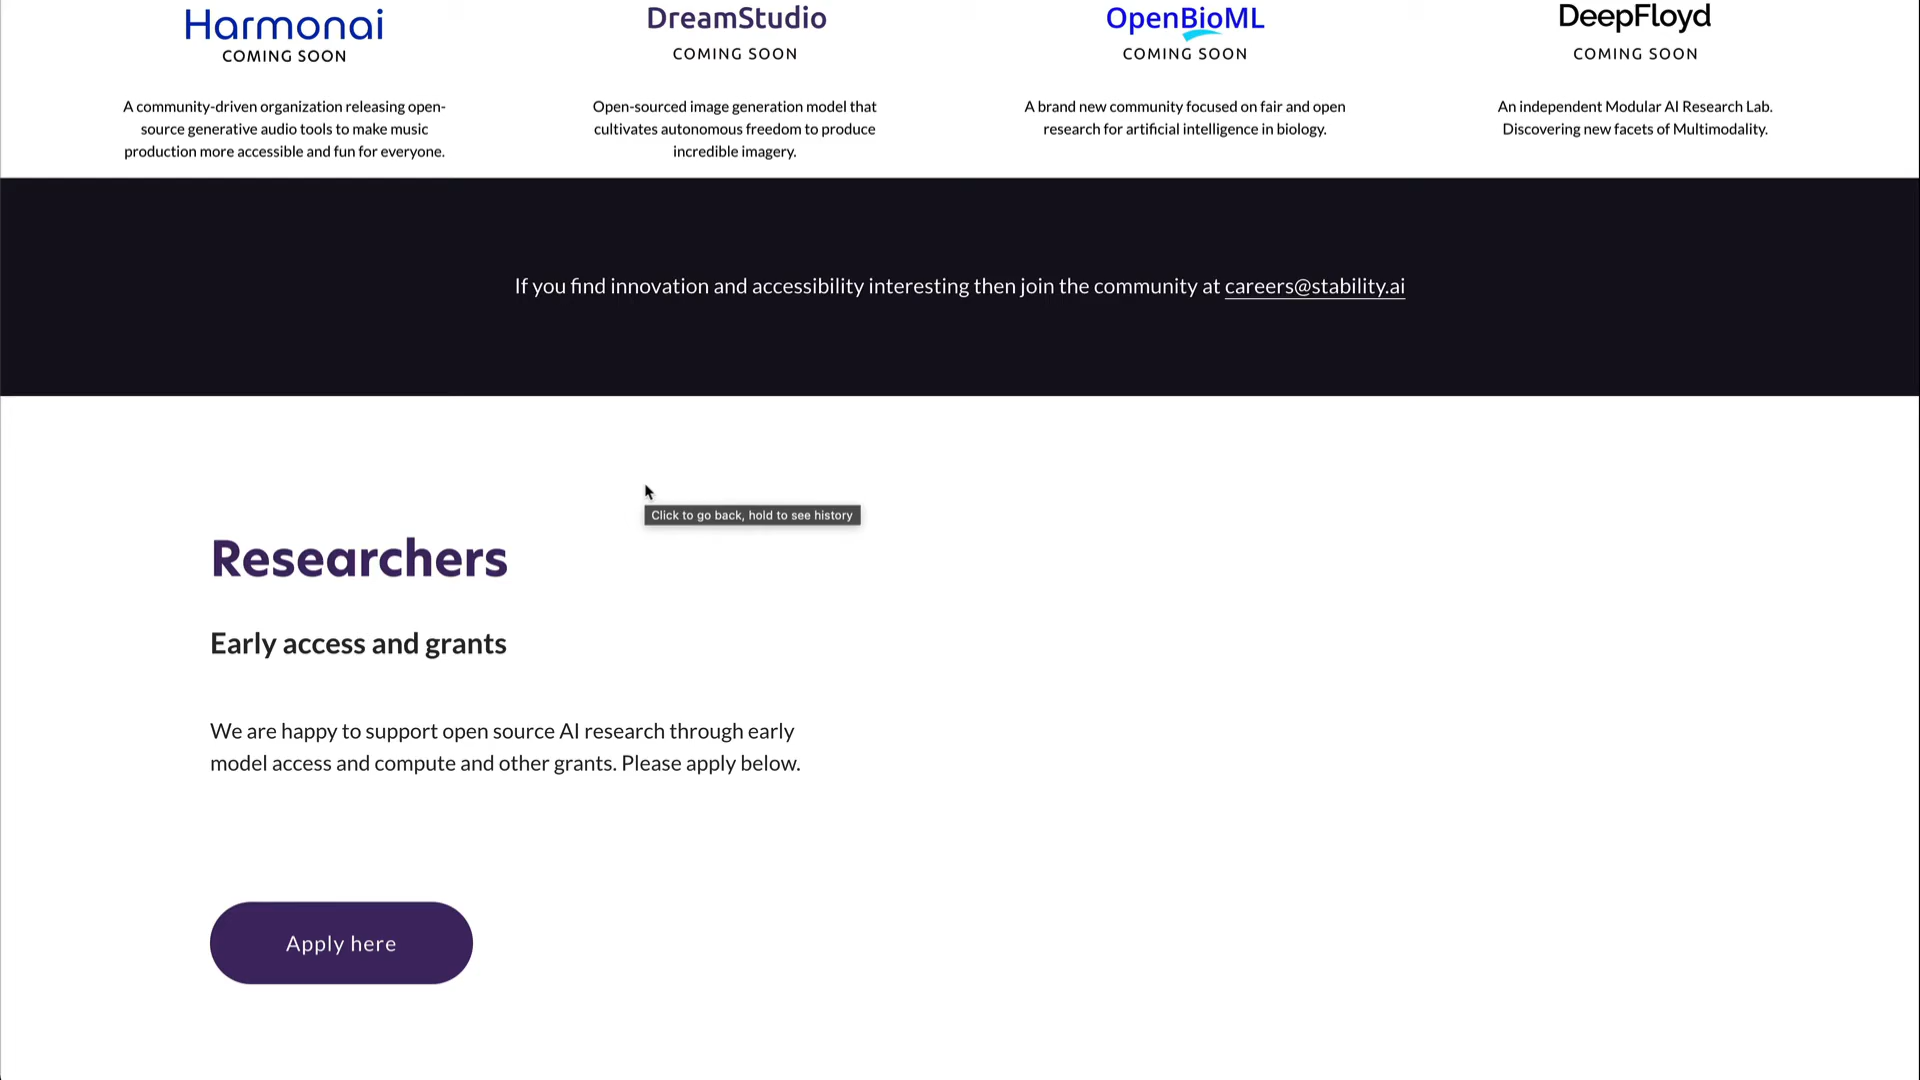 Harmonai
COMING SOON
A community-driven organization releasing open-
source generative audio tools to make music
production more accessible and fun for everyone.
DreamStudio
COMING SOON
Open-sourced image generation model that
cultivates autonomous freedom to produce
incredible imagery.
OpenBioML
COMING SOON
A brand new community focused on fair and open
research for artificial intelligence in biology.
DeepFloyd
COMING SOON
An independent Modular AI Research Lab.
Discovering new facets of Multimodality.
If you find innovation and accessibility interesting then join the community at careers@stability.ai
Click to go back, hold to see history
Researchers
Early access and grants
We are happy to support open source AI research through early
model access and compute and other grants. Please apply below.
Apply here